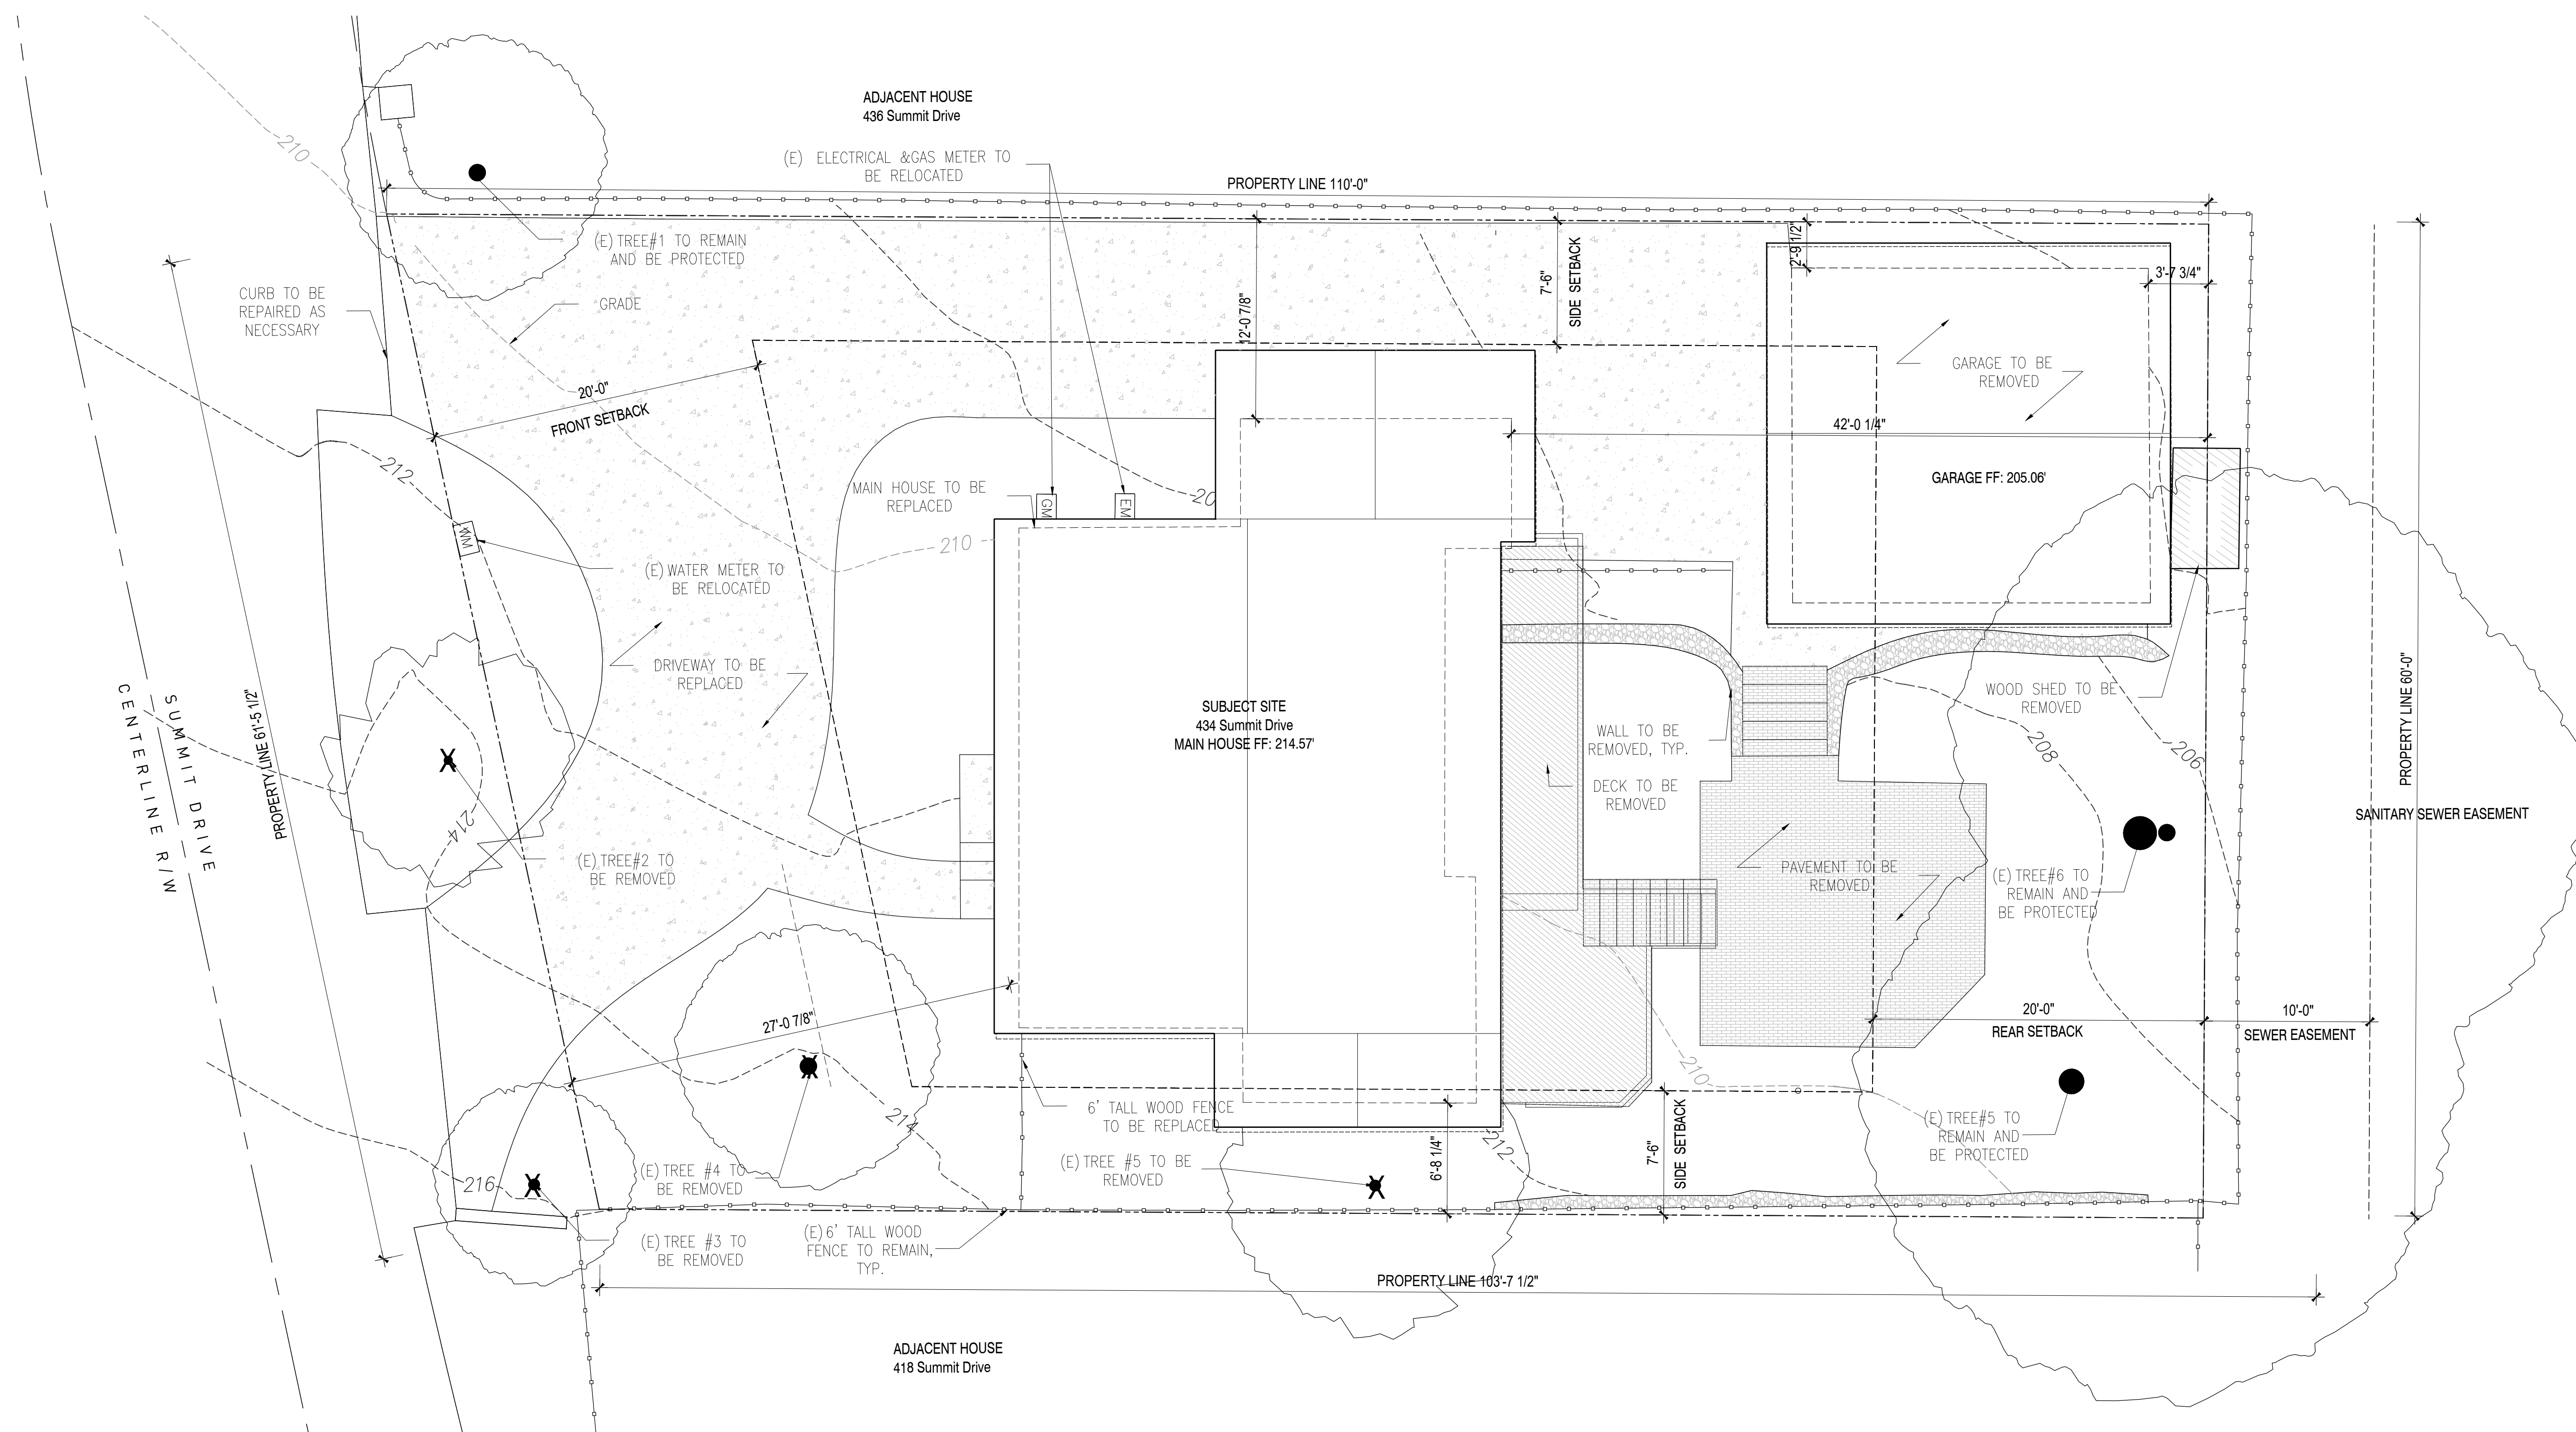 ADJACENT HOUSE
436 Summit Drive
210
(E) ELECTRICAL &GAS METER TO
BE RELOCATED
PROPERTY LINE 110'-0"
(E) TREE#1 TO REMAIN
AND BE PROTECTED
CURB TO BE
REPAIRED AS
NECESSARY
GRADE
12'-0 7/8"
7'-6"
SIDE SETBACK
2'-9 1/2"
3'-7 3/4"
GARAGE TO BE
REMOVED
20'-0"
FRONT SETBACK
42'-0 1/4"
GARAGE FF: 205.06'
212
MAIN HOUSE TO BE
REPLACED
GM
EM
20
210
WM
(E) WATER METER TO
BE RELOCATED
DRIVEWAY TO BE
REPLACED
SUMMIT DRIVE
CENTERLINE R/W
PROPERTY LINE 61'-5 1/2"
SUBJECT SITE
434 Summit Drive
MAIN HOUSE FF: 214.57'
WALL TO BE
REMOVED, TYP.
DECK TO BE
REMOVED
WOOD SHED TO BE
REMOVED
208
206
PROPERTY LINE 60'-0"
SANITARY SEWER EASEMENT
214
(E) TREE#2 TO
BE REMOVED
PAVEMENT TO BE
REMOVED
(E) TREE#6 TO
REMAIN AND
BE PROTECTED
27'-0 7/8"
20'-0"
REAR SETBACK
10'-0"
SEWER EASEMENT
210
214
6' TALL WOOD FENCE
TO BE REPLACED
7'-6"
SIDE SETBACK
(E) TREE#5 TO
REMAIN AND
BE PROTECTED
216
(E) TREE #4 TO
BE REMOVED
(E) TREE #5 TO BE
REMOVED
6'-8 1/4"
212
(E) TREE #3 TO
BE REMOVED
(E) 6' TALL WOOD
FENCE TO REMAIN,
TYP.
PROPERTY LINE 103'-7 1/2"
ADJACENT HOUSE
418 Summit Drive